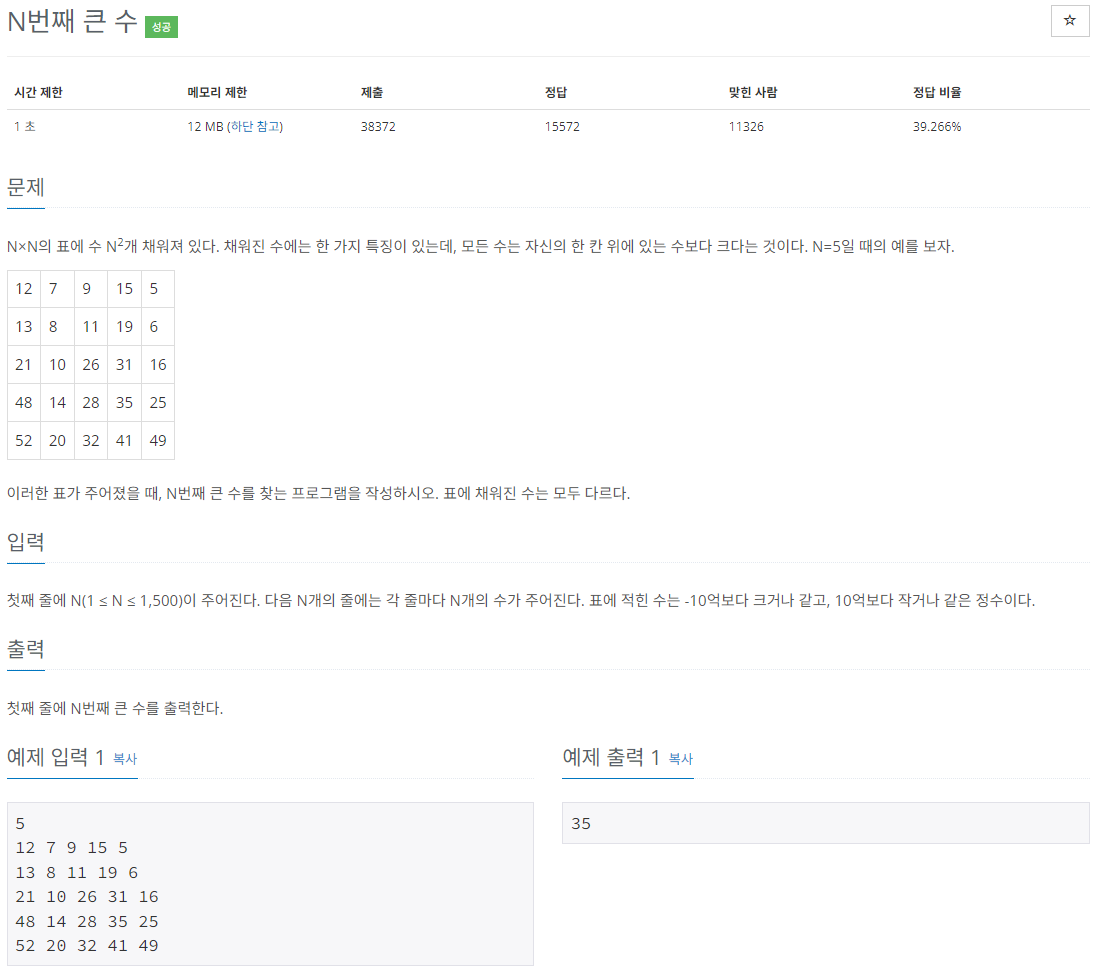 N번째 큰 수 성공
☆
시간 제한 메모리 제한 제출 정답 맞힌 사람 정답 비율
1 초 12 MB (하단 참고) 38372 15572 11326 39.266%
문제
N×N의 표에 수 N²개 채워져 있다. 채워진 수에는 한 가지 특징이 있는데, 모든 수는 자신의 한 칸 위에 있는 수보다 크다는 것이다. N=5일 때의 예를 보자.
12 7 9 15 5
13 8 11 19 6
21 10 26 31 16
48 14 28 35 25
52 20 32 41 49
이러한 표가 주어졌을 때, N번째 큰 수를 찾는 프로그램을 작성하시오. 표에 채워진 수는 모두 다르다.
입력
첫째 줄에 N(1 ≤ N ≤ 1,500)이 주어진다. 다음 N개의 줄에는 각 줄마다 N개의 수가 주어진다. 표에 적힌 수는 -10억보다 크거나 같고, 10억보다 작거나 같은 정수이다.
출력
첫째 줄에 N번째 큰 수를 출력한다.
예제 입력 1 복사
5
12 7 9 15 5
13 8 11 19 6
21 10 26 31 16
48 14 28 35 25
52 20 32 41 49
예제 출력 1 복사
35